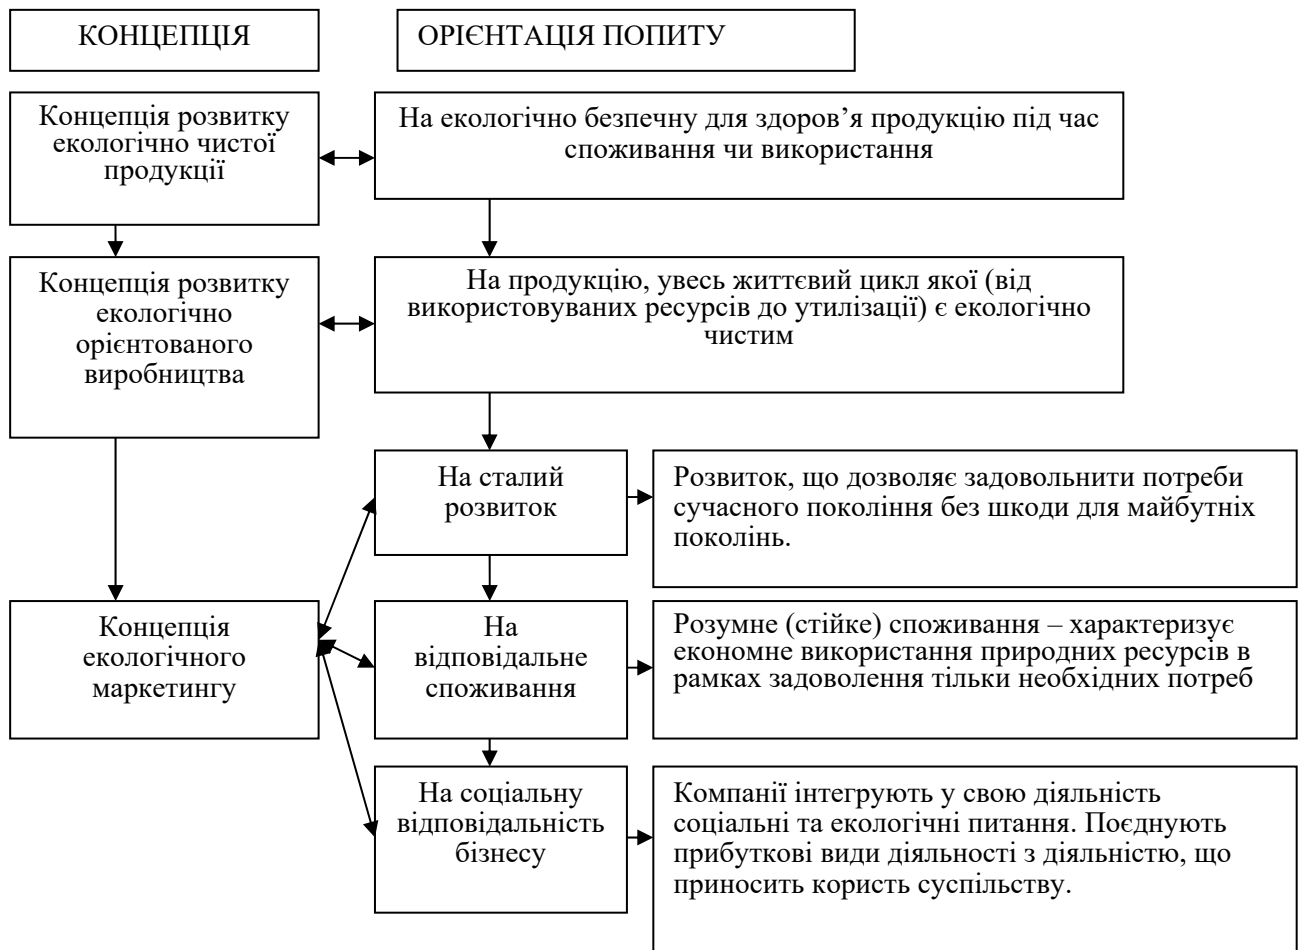 КОНЦЕПЦІЯ
ОРІЄНТАЦІЯ ПОПИТУ
Концепція розвитку
екологічно чистої
продукції
На екологічно безпечну для здоров’я продукцію під час
споживання чи використання
Концепція розвитку
екологічно
орієнтованого
виробництва
На продукцію, увесь життєвий цикл якої (від
використовуваних ресурсів до утилізації) є екологічно
чистим
На сталий
розвиток
Розвиток, що дозволяє задовольнити потреби
сучасного покоління без шкоди для майбутніх
поколінь.
Концепція
екологічного
маркетингу
На
відповідальне
споживання
Розумне (стійке) споживання – характеризує
економне використання природних ресурсів в
рамках задоволення тільки необхідних потреб
На соціальну
відповідальність
бізнесу
Компанії інтегрують у свою діяльність
соціальні та екологічні питання. Поєднують
прибуткові види діяльності з діяльністю, що
приносить користь суспільству.